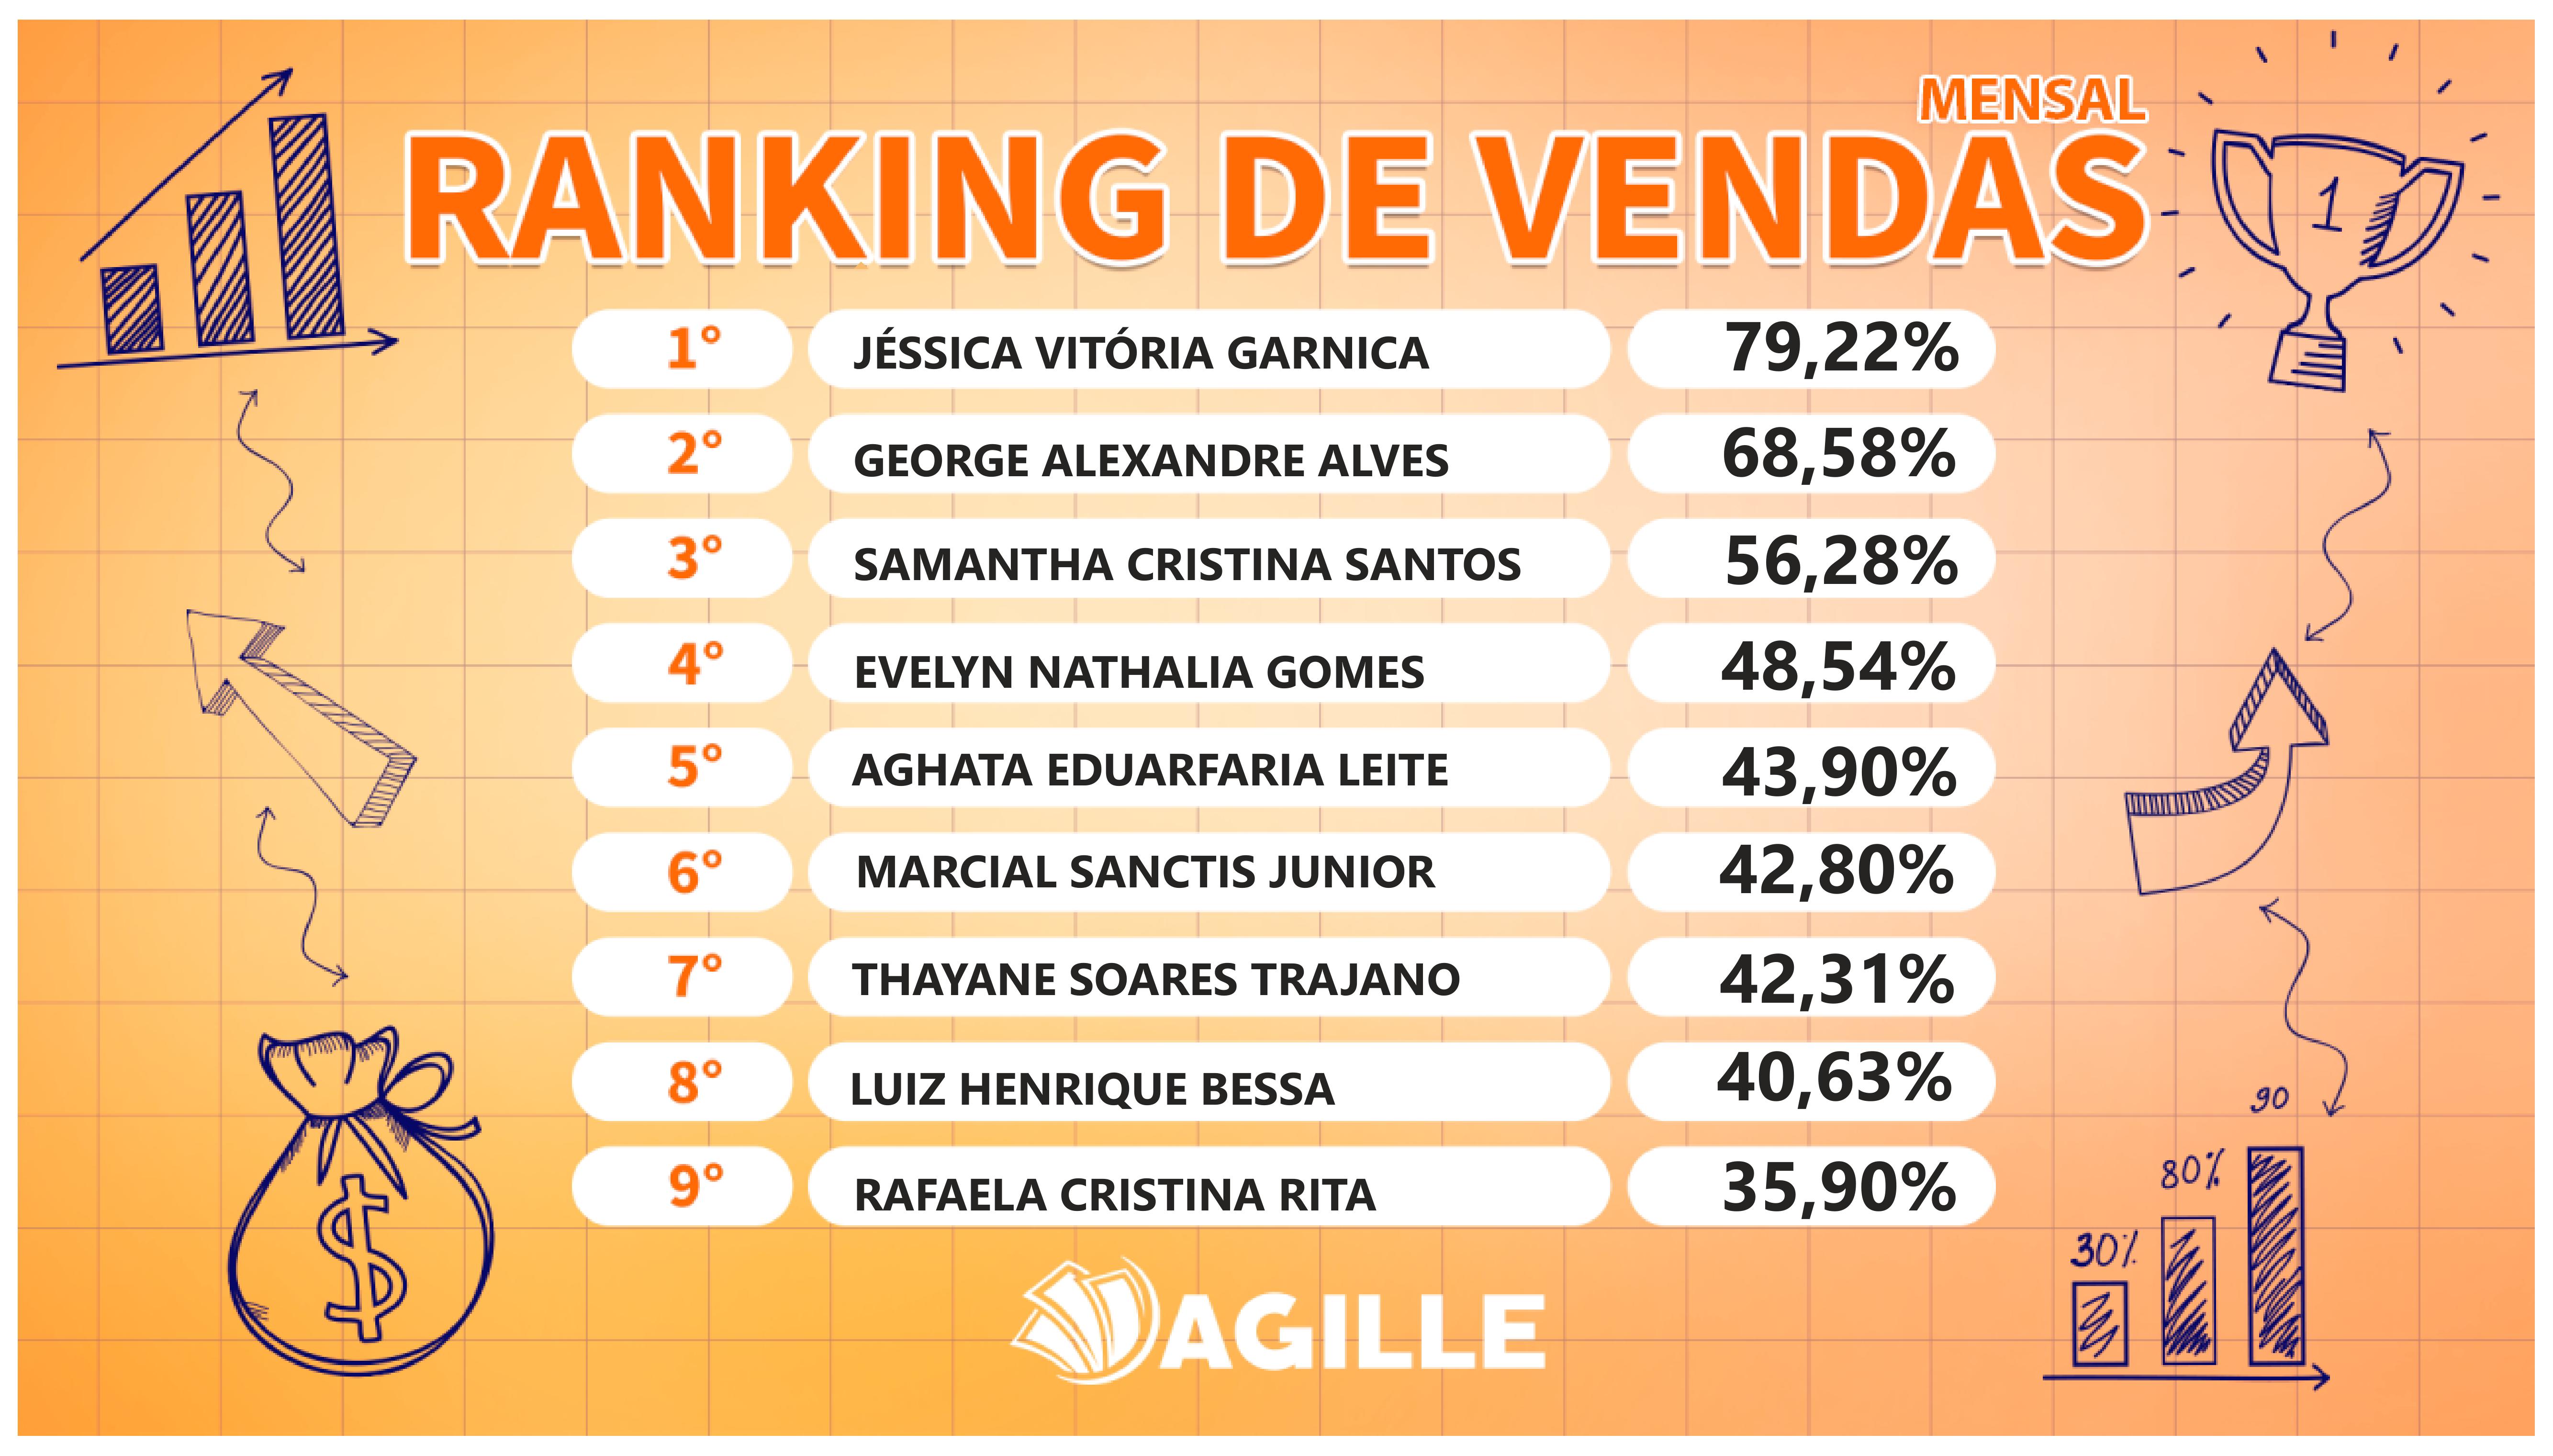 MENSAL
RANKING DE VENDAS
1
1° JÉSSICA VITÓRIA GARNICA 79,22%
2° GEORGE ALEXANDRE ALVES 68,58%
3° SAMANTHA CRISTINA SANTOS 56,28%
4° EVELYN NATHALIA GOMES 48,54%
5° AGHATA EDUARFARIA LEITE 43,90%
6° MARCIAL SANCTIS JUNIOR 42,80%
7° THAYANE SOARES TRAJANO 42,31%
8° LUIZ HENRIQUE BESSA 40,63%
9° RAFAELA CRISTINA RITA 35,90%
$
30% 80% 90
AGILLE